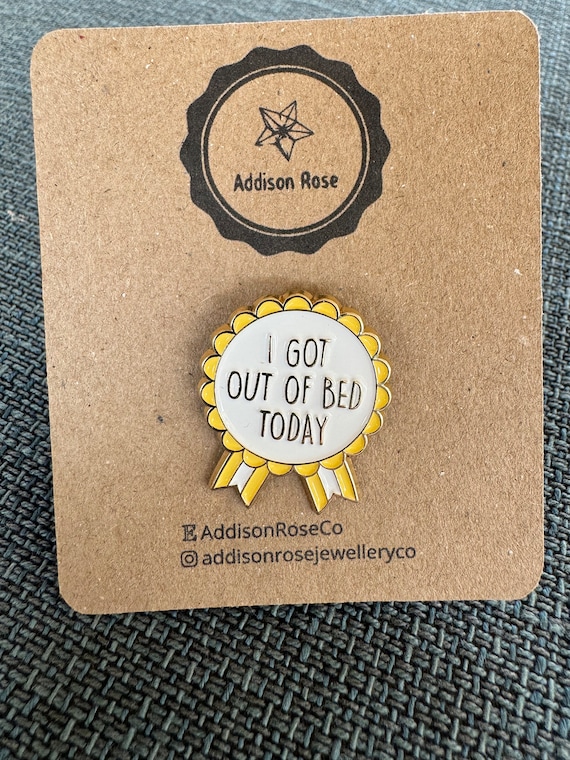 Addison Rose
I GOT
OUT OF BED
TODAY
E AddisonRoseCo
addisonrosejewelleryco